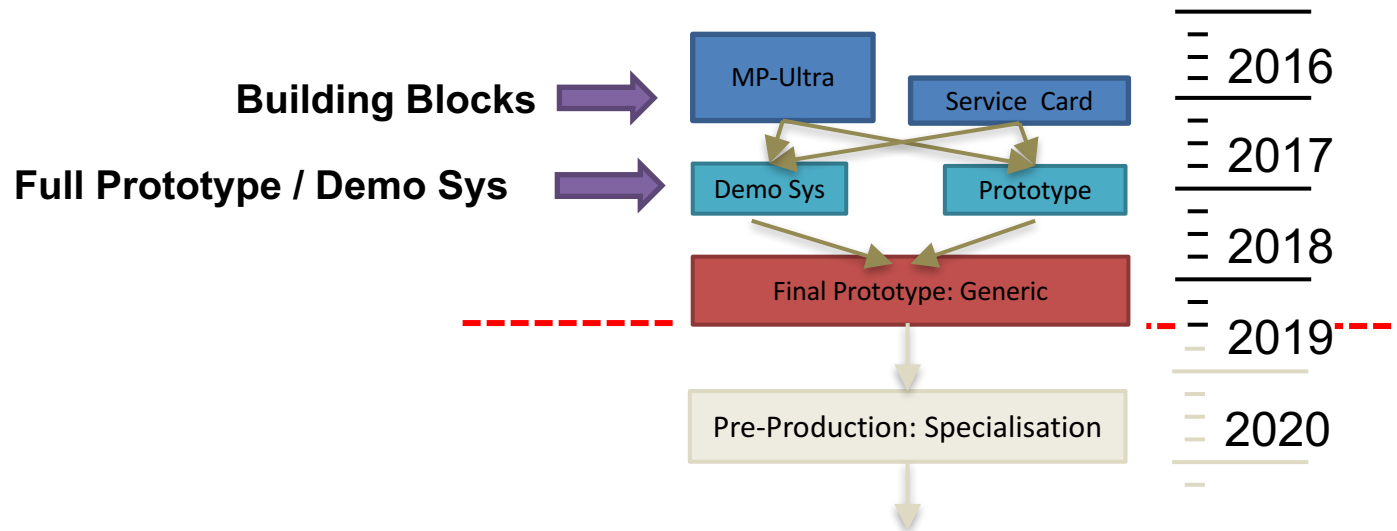 MP-Ultra
2016
Building Blocks
Service Card
2017
Full Prototype / Demo Sys
Demo Sys
Prototype
2018
Final Prototype: Generic
2019
Pre-Production: Specialisation
2020